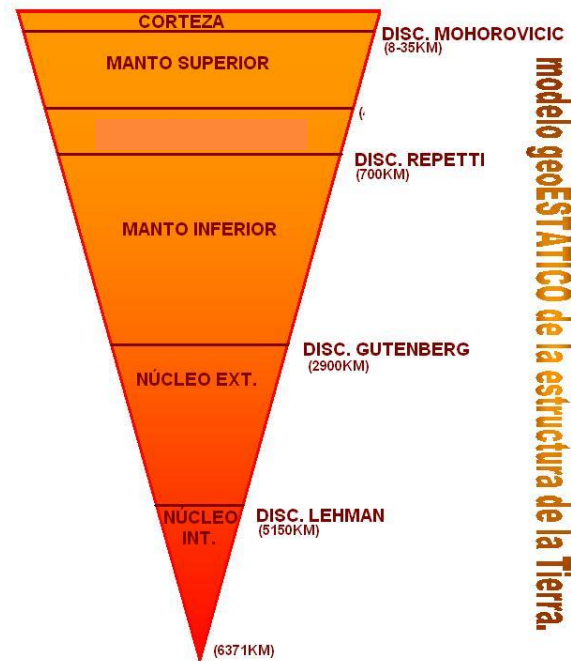 CORTEZA
DISC. MOHOROVICIC
(8-35KM)
MANTO SUPERIOR
DISC. REPETTI
(700KM)
MANTO INFERIOR
DISC. GUTENBERG
(2900KM)
NÚCLEO EXT.
NÚCLEO
INT.
DISC. LEHMAN
(5150KM)
(6371KM)
modelo geoESTATICO de la estructura de la Tierra.